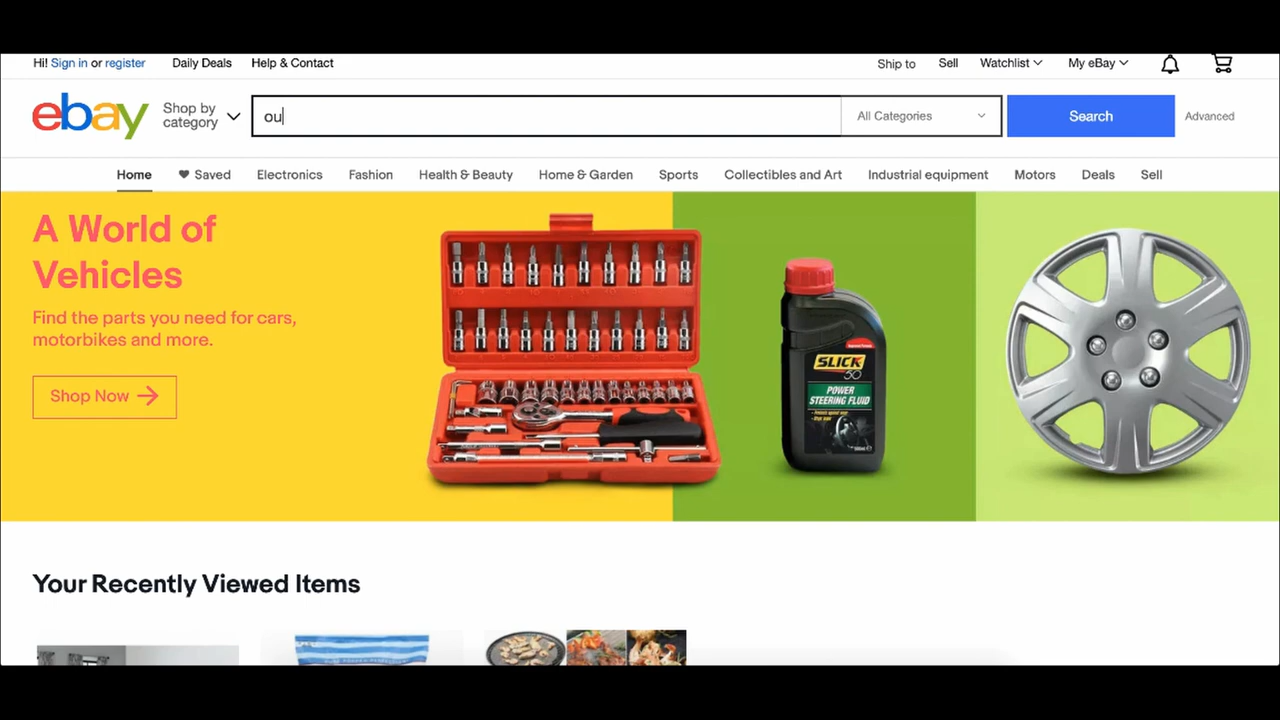 Hi! Sign in or register
Daily Deals
Help & Contact
Ship to
Sell
Watchlist
My eBay
ebay
Shop by
category
ou
All Categories
Search
Advanced
Home
Saved
Electronics
Fashion
Health & Beauty
Home & Garden
Sports
Collectibles and Art
Industrial equipment
Motors
Deals
Sell
A World of
Vehicles
Find the parts you need for cars,
motorbikes and more.
Shop Now
SLICK
50
POWER
STEERING FLUID
Your Recently Viewed Items